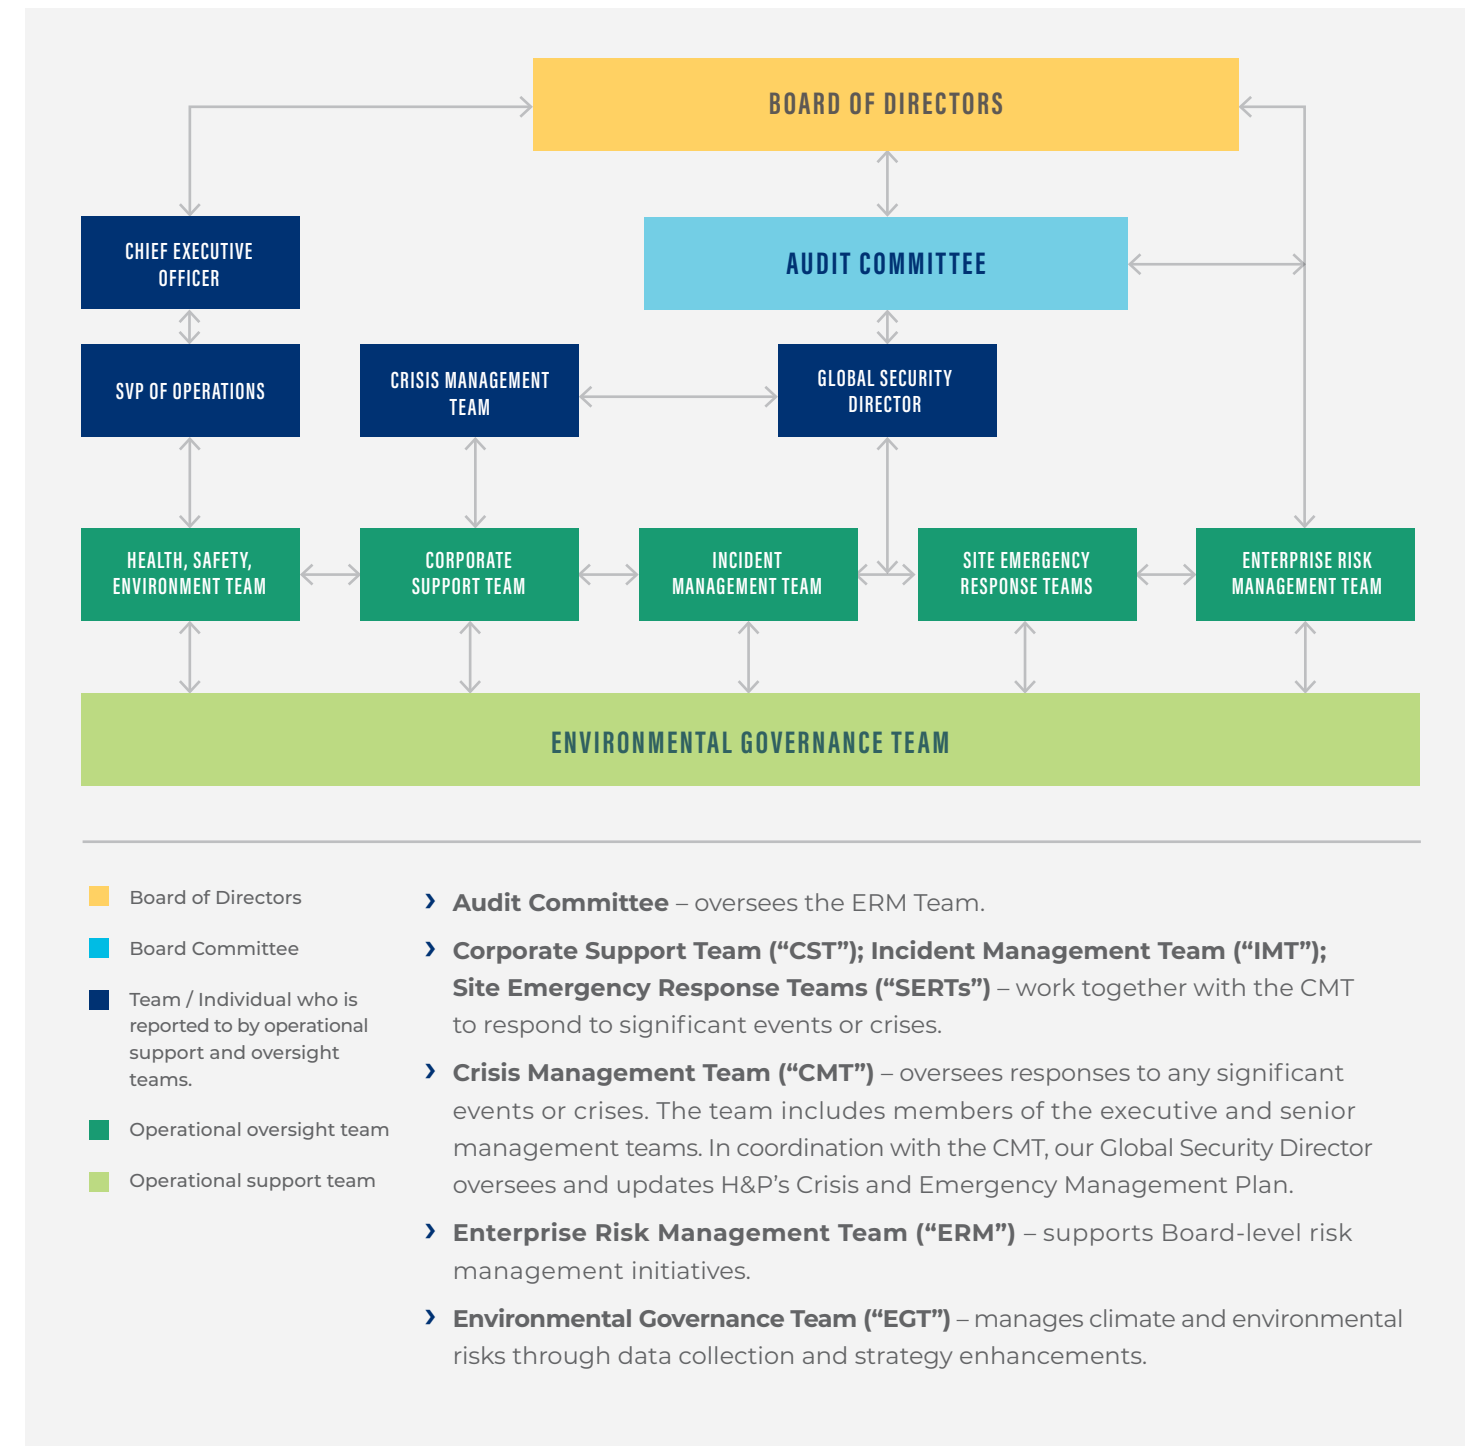 BOARD OF DIRECTORS
CHIEF EXECUTIVE
OFFICER
AUDIT COMMITTEE
SVP OF OPERATIONS
CRISIS MANAGEMENT
TEAM
GLOBAL SECURITY
DIRECTOR
HEALTH, SAFETY,
ENVIRONMENT TEAM
CORPORATE
SUPPORT TEAM
INCIDENT
MANAGEMENT TEAM
SITE EMERGENCY
RESPONSE TEAMS
ENTERPRISE RISK
MANAGEMENT TEAM
ENVIRONMENTAL GOVERNANCE TEAM
Board of Directors
Board Committee
Team / Individual who is
reported to by operational
support and oversight
teams.
Operational oversight team
Operational support team
› Audit Committee – oversees the ERM Team.
› Corporate Support Team (“CST”); Incident Management Team (“IMT”);
Site Emergency Response Teams (“SERTs”) – work together with the CMT
to respond to significant events or crises.
› Crisis Management Team (“CMT”) – oversees responses to any significant
events or crises. The team includes members of the executive and senior
management teams. In coordination with the CMT, our Global Security Director
oversees and updates H&P’s Crisis and Emergency Management Plan.
› Enterprise Risk Management Team (“ERM”) – supports Board-level risk
management initiatives.
› Environmental Governance Team (“EGT”) – manages climate and environmental
risks through data collection and strategy enhancements.